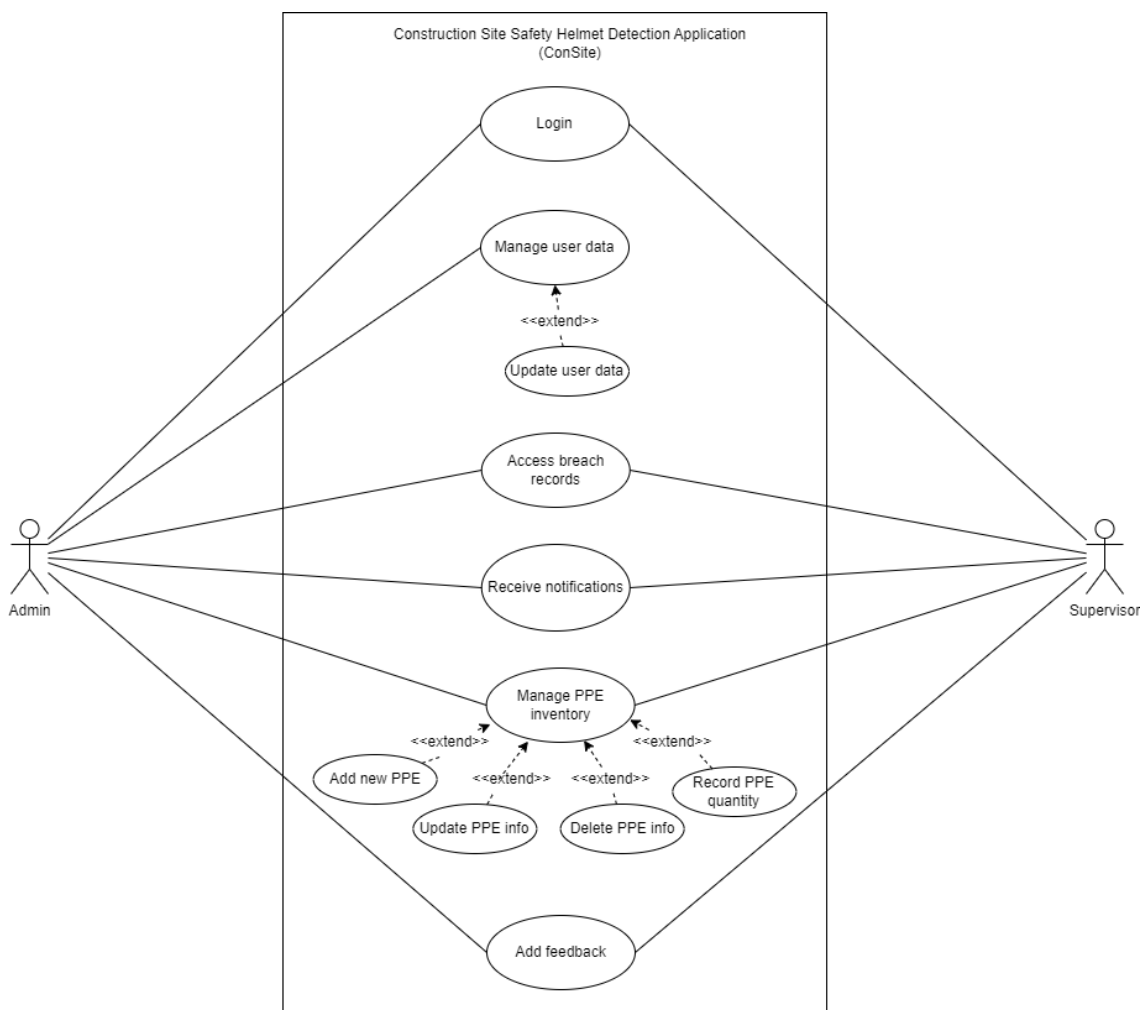 Construction Site Safety Helmet Detection Application
(ConSite)
Login
Manage user data
<<extend>>
Update user data
Access breach
records
Admin
Supervisor
Receive notifications
Manage PPE
inventory
<<extend>>
<<extend>>
Add new PPE
<<extend>>
<<extend>>
Record PPE
quantity
Update PPE info
Delete PPE info
Add feedback